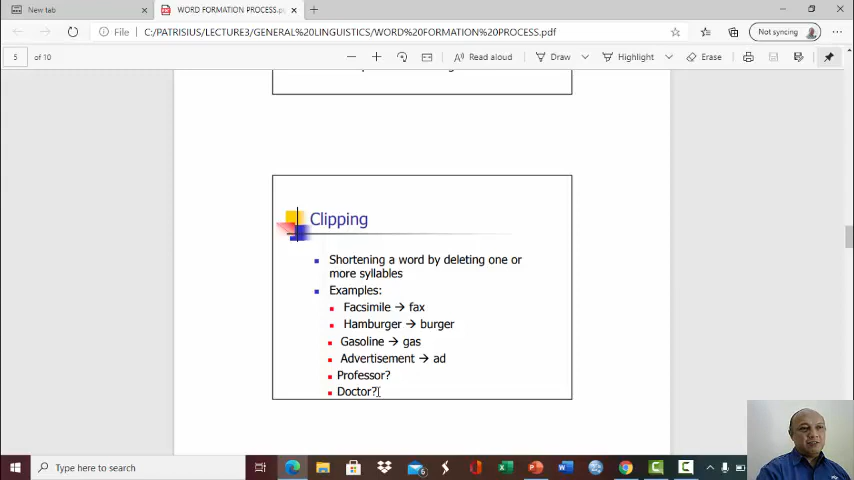 New tab
WORD FORMATION PROCESS.pp
File
C:/PATRISIUS/LECTURE3/GENERAL%20LINGUISTICS/WORD%20FORMATION%20PROCESS.pdf
Not syncing
5 of 10
Read aloud
Draw
Highlight
Erase
Clipping
Shortening a word by deleting one or
more syllables
Examples:
Facsimile → fax
Hamburger → burger
Gasoline → gas
Advertisement → ad
Professor?
Doctor?
Type here to search